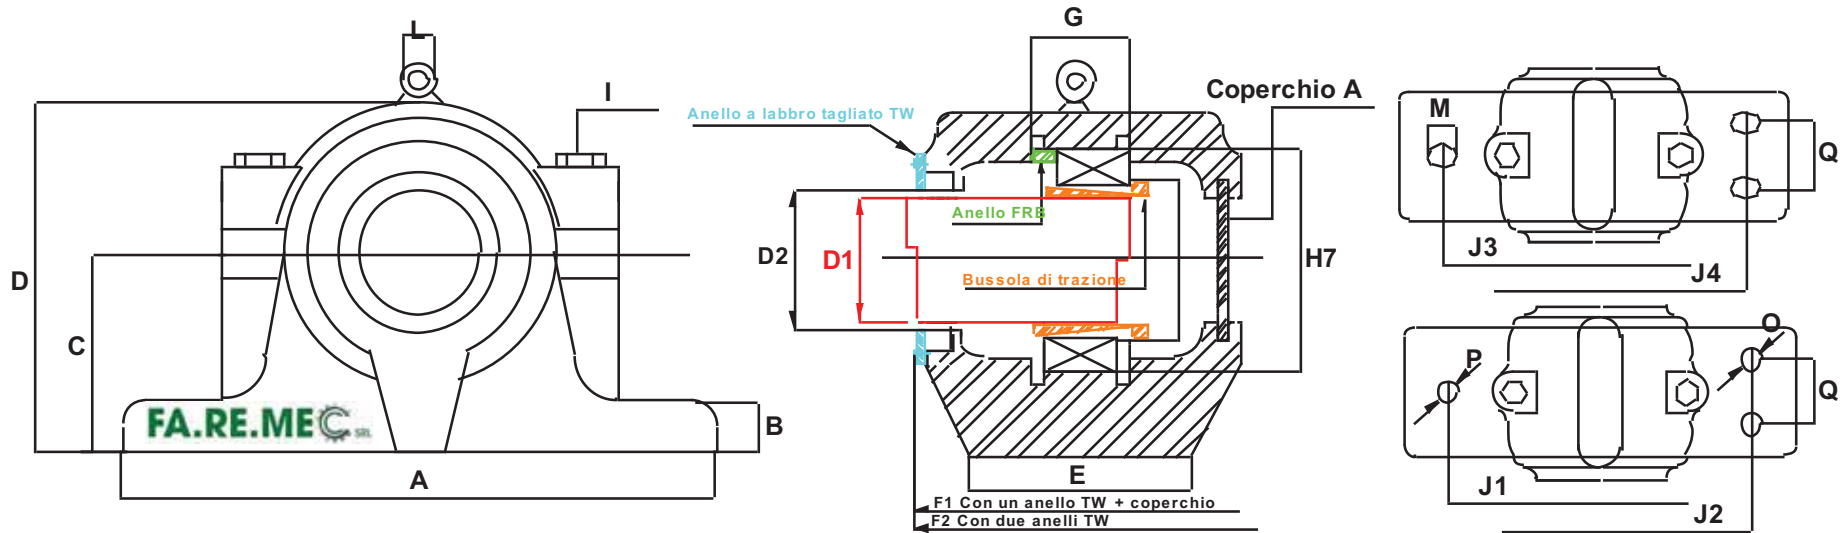 L
I
D
C
B
A
FA.RE.MEC SRL
G
Coperchio A
Anello a labbro tagliato TW
Anello FRB
D2
D1
H7
Bussola di trazione
E
F1 Con un anello TW + coperchio
F2 Con due anelli TW
M
Q
J3
J4
O
P
Q
J1
J2